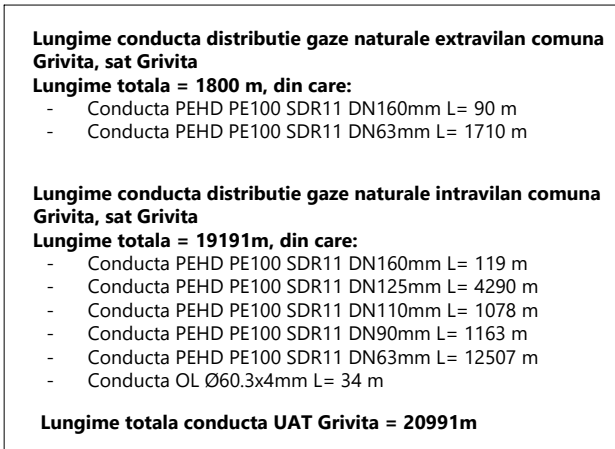 Lungime conducta distributie gaze naturale extravilan comuna
Grivita, sat Grivita
Lungime totala = 1800 m, din care:
- Conducta PEHD PE100 SDR11 DN160mm L= 90 m
- Conducta PEHD PE100 SDR11 DN63mm L= 1710 m
Lungime conducta distributie gaze naturale intravilan comuna
Grivita, sat Grivita
Lungime totala = 19191m, din care:
- Conducta PEHD PE100 SDR11 DN160mm L= 119 m
- Conducta PEHD PE100 SDR11 DN125mm L= 4290 m
- Conducta PEHD PE100 SDR11 DN110mm L= 1078 m
- Conducta PEHD PE100 SDR11 DN90mm L= 1163 m
- Conducta PEHD PE100 SDR11 DN63mm L= 12507 m
- Conducta OL Ø60.3x4mm L= 34 m
Lungime totala conducta UAT Grivita = 20991m